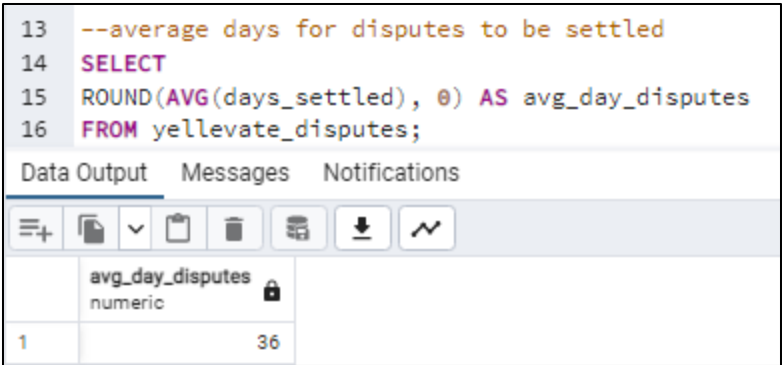 13 --average days for disputes to be settled
14 SELECT
15 ROUND(AVG(days_settled), 0) AS avg_day_disputes
16 FROM yellevate_disputes;
Data Output Messages Notifications
avg_day_disputes
numeric
1 36